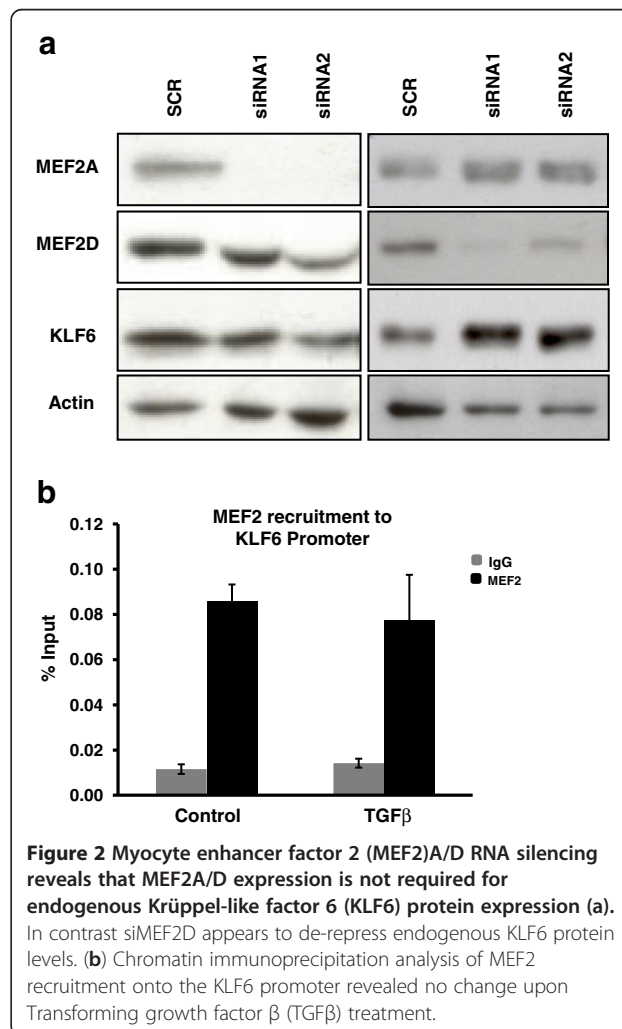 a
SCR siRNA1 siRNA2 SCR siRNA1 siRNA2
MEF2A
MEF2D
KLF6
Actin
b
MEF2 recruitment to
KLF6 Promoter
IgG
MEF2
% Input
0.12
0.10
0.08
0.06
0.04
0.02
0.00
Control TGFβ
Figure 2 Myocyte enhancer factor 2 (MEF2)A/D RNA silencing
reveals that MEF2A/D expression is not required for
endogenous Krüppel-like factor 6 (KLF6) protein expression (a).
In contrast siMEF2D appears to de-repress endogenous KLF6 protein
levels. (b) Chromatin immunoprecipitation analysis of MEF2
recruitment onto the KLF6 promoter revealed no change upon
Transforming growth factor β (TGFβ) treatment.